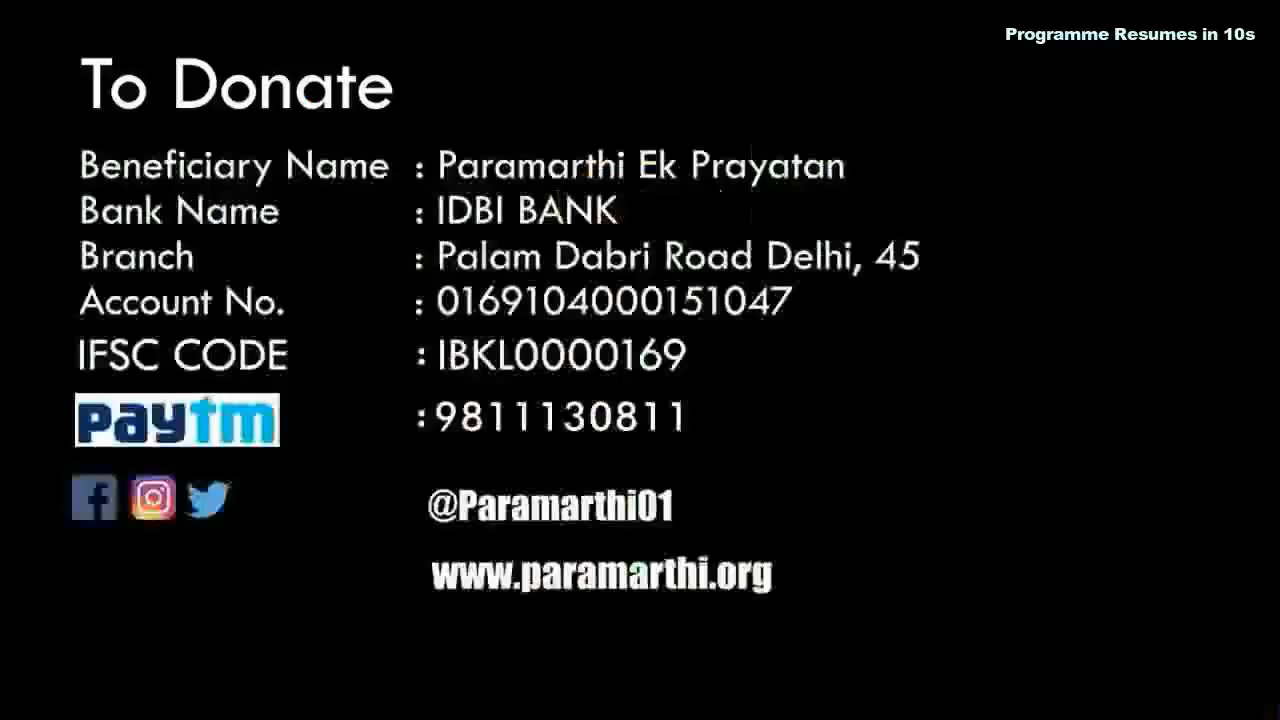 Programme Resumes in 10s
To Donate
Beneficiary Name : Paramarthi Ek Prayatan
Bank Name : IDBI BANK
Branch : Palam Dabri Road Delhi, 45
Account No. : 0169104000151047
IFSC CODE : IBKL0000169
paytm : 9811130811
@Paramarthi01
www.paramarthi.org